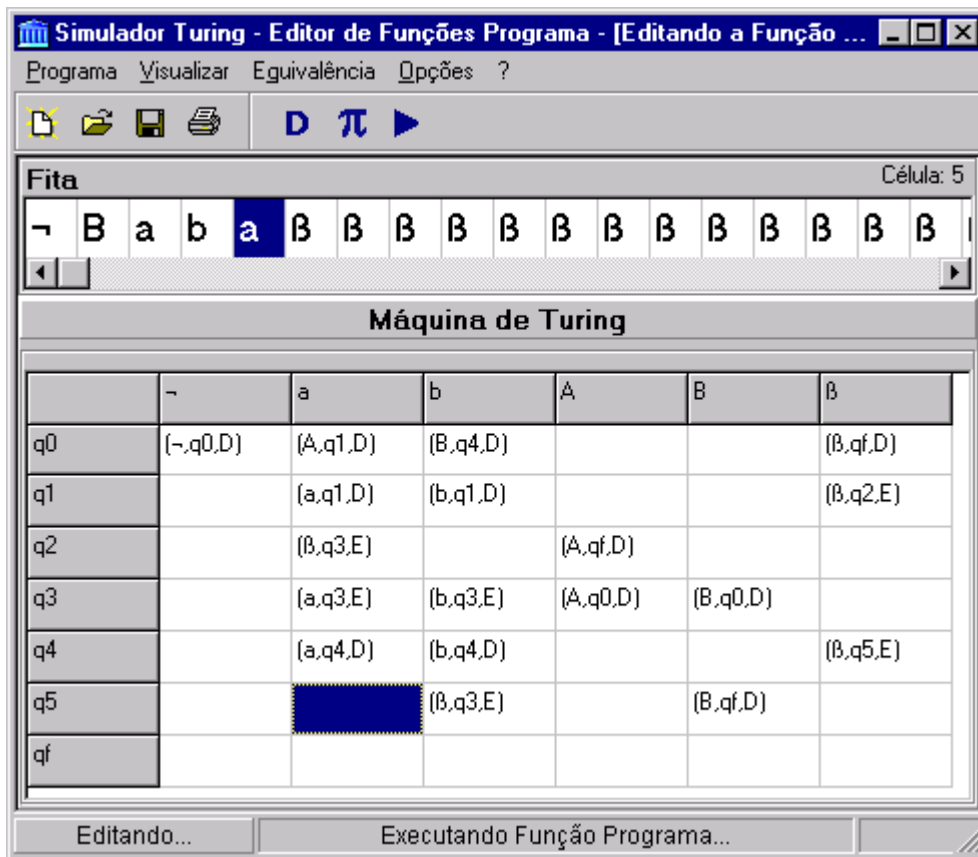 Simulador Turing - Editor de Funções Programa - [Editando a Função ...
Programa Visualizar Eguivalência Opções ?
D π
Fita Célula: 5
¬ B a b a ß ß ß ß ß ß ß ß ß ß ß ß ß
Máquina de Turing
¬ a b A B ß
q0 (¬,q0,D) (A,q1,D) (B,q4,D) (ß,qf,D)
q1 (a,q1,D) (b,q1,D) (ß,q2,E)
q2 (ß,q3,E) (A,qf,D)
q3 (a,q3,E) (b,q3,E) (A,q0,D) (B,q0,D)
q4 (a,q4,D) (b,q4,D) (ß,q5,E)
q5 (ß,q3,E) (B,qf,D)
qf
Editando... Executando Função Programa...